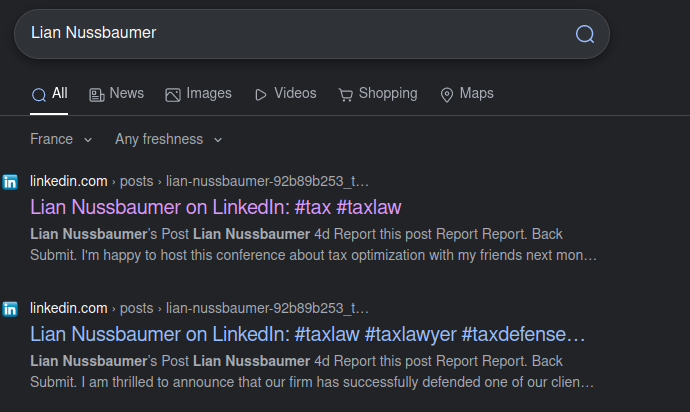 Lian Nussbaumer
All News Images Videos Shopping Maps
France Any freshness
linkedin.com › posts › lian-nussbaumer-92b89b253_t…
Lian Nussbaumer on LinkedIn: #tax #taxlaw
Lian Nussbaumer's Post Lian Nussbaumer 4d Report this post Report Report. Back
Submit. I'm happy to host this conference about tax optimization with my friends next mon…
linkedin.com › posts › lian-nussbaumer-92b89b253_t…
Lian Nussbaumer on LinkedIn: #taxlaw #taxlawyer #taxdefense…
Lian Nussbaumer's Post Lian Nussbaumer 4d Report this post Report Report. Back
Submit. I am thrilled to announce that our firm has successfully defended one of our clien…